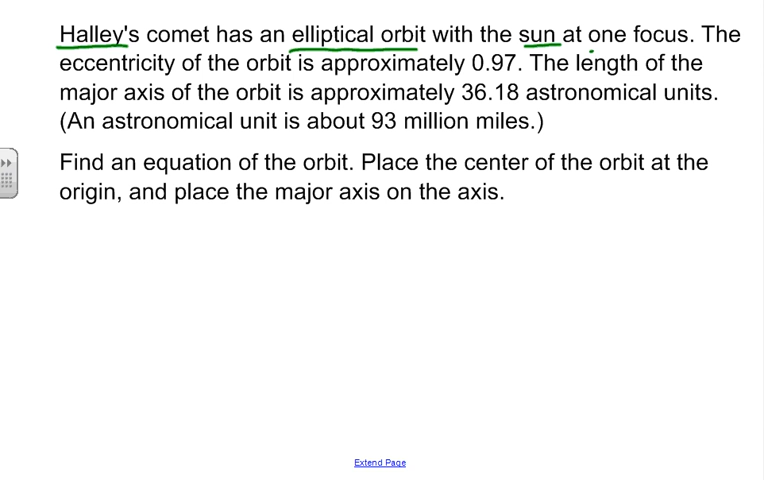 Halley's comet has an elliptical orbit with the sun at one focus. The
eccentricity of the orbit is approximately 0.97. The length of the
major axis of the orbit is approximately 36.18 astronomical units.
(An astronomical unit is about 93 million miles.)
Find an equation of the orbit. Place the center of the orbit at the
origin, and place the major axis on the axis.
Extend Page